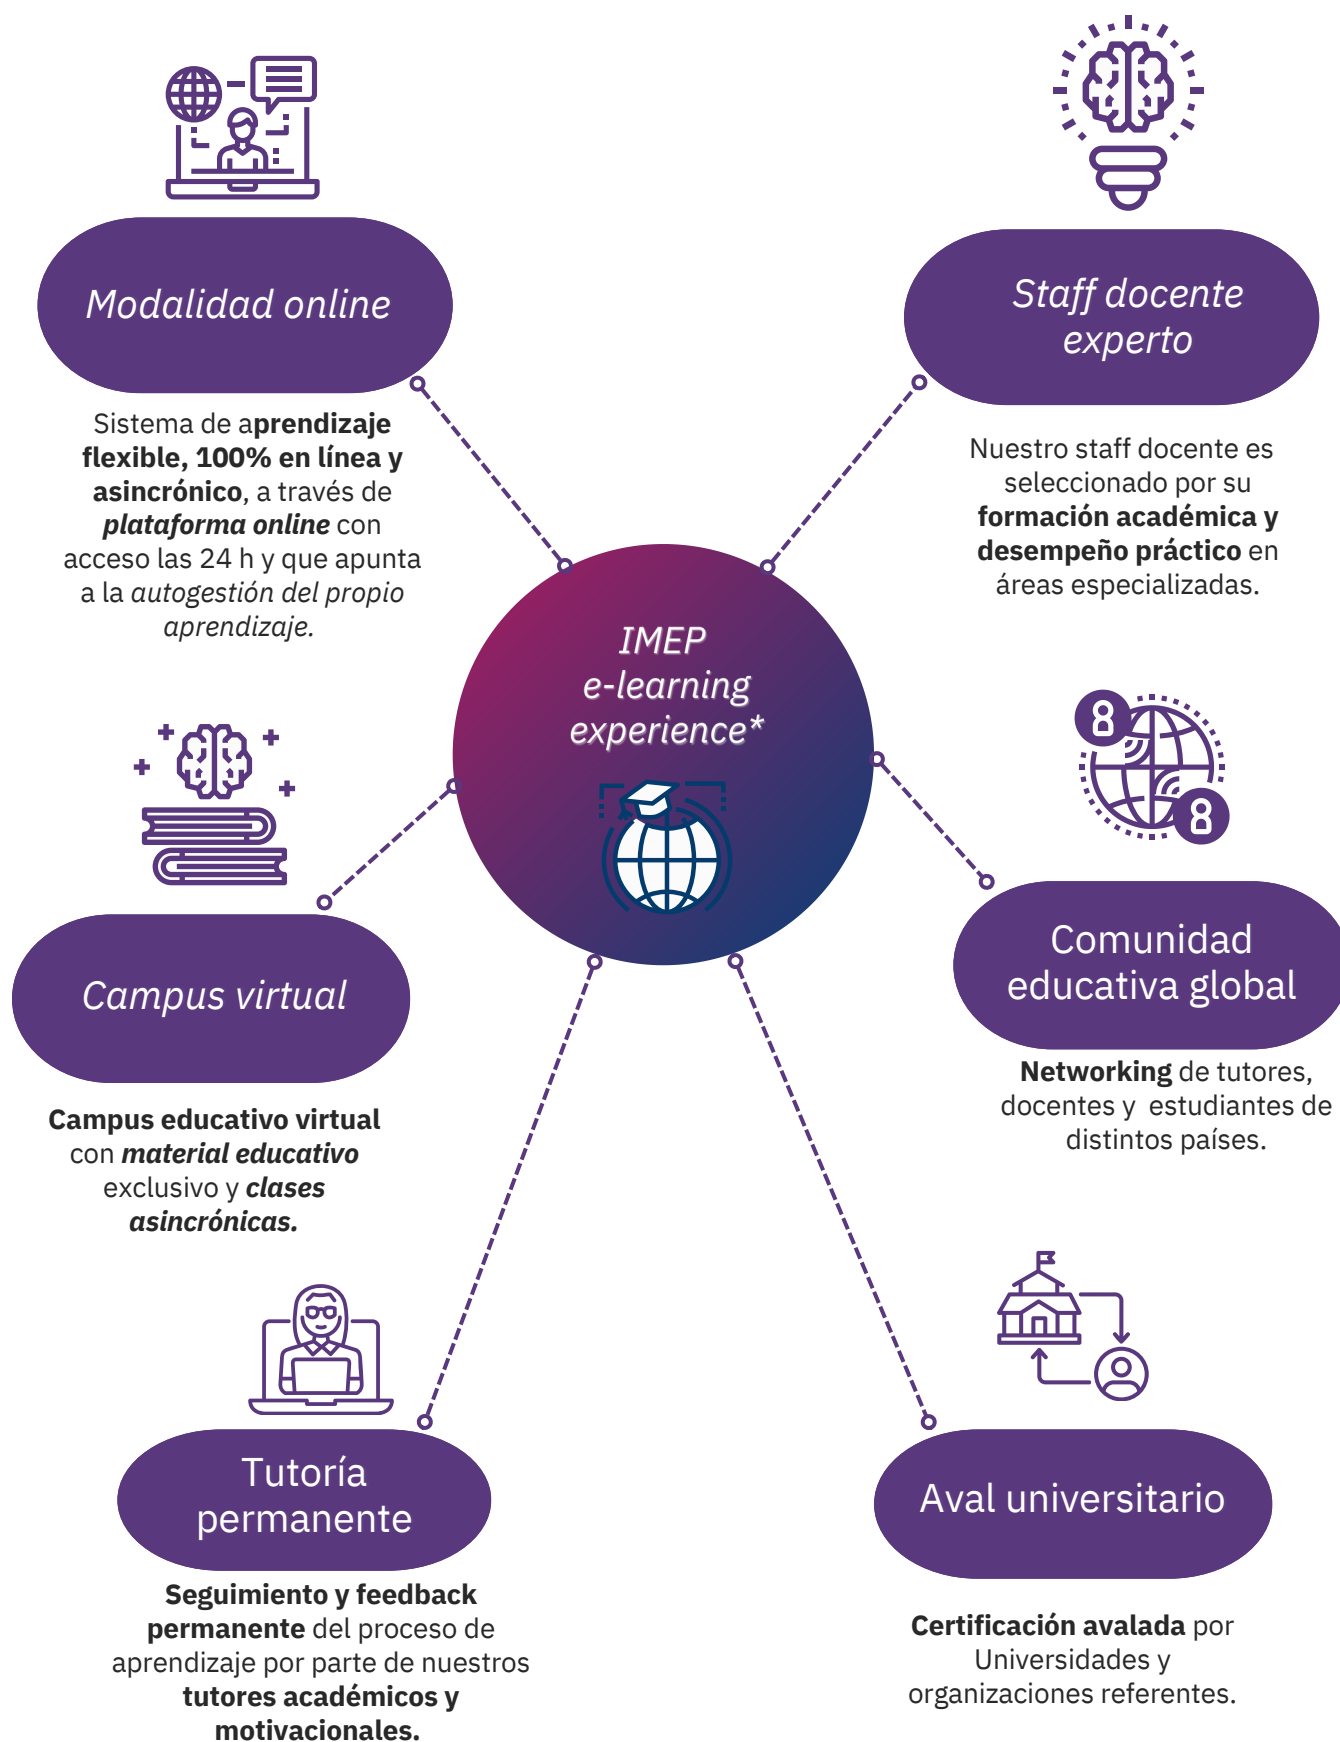 Modalidad online
Sistema de aprendizaje
flexible, 100% en línea y
asincrónico, a través de
plataforma online con
acceso las 24 h y que apunta
a la autogestión del propio
aprendizaje.
Staff docente
experto
Nuestro staff docente es
seleccionado por su
formación académica y
desempeño práctico en
áreas especializadas.
IMEP
e-learning
experience*
Campus virtual
Campus educativo virtual
con material educativo
exclusivo y clases
asincrónicas.
Comunidad
educativa global
Networking de tutores,
docentes y  estudiantes de
distintos países.
Tutoría
permanente
Seguimiento y feedback
permanente del proceso de
aprendizaje por parte de nuestros
tutores académicos y
motivacionales.
Aval universitario
Certificación avalada por
Universidades y
organizaciones referentes.